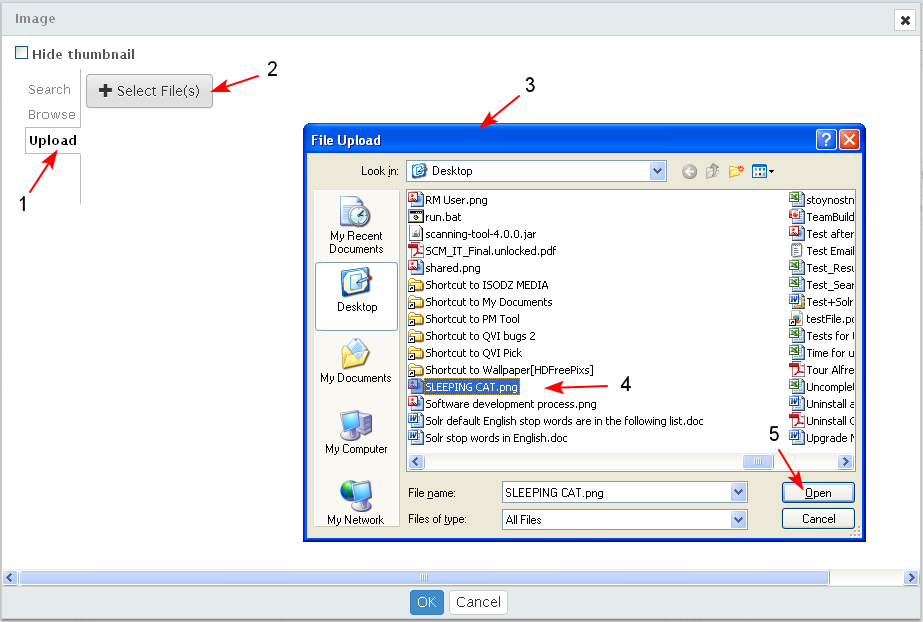 Image
Hide thumbnail
Search
Browse
Upload
Select File(s)
1
2
3
File Upload
Look in:
Desktop
My Recent
Documents
Desktop
My Documents
My Computer
My Network
RM User.png
run.bat
scanning-tool-4.0.0.jar
SCM_IT_Final.unlocked.pdf
shared.png
Shortcut to ISODZ MEDIA
Shortcut to My Documents
Shortcut to PM Tool
Shortcut to QVI bugs 2
Shortcut to QVI Pick
Shortcut to Wallpaper[HDFreePixs]
SLEEPING CAT.png
Software development process.png
Solr default English stop words are in the following list.doc
Solr stop words in English.doc
stoynostn
TeamBuild
Test after
Test Email
Test_Resu
Test_Sear
Test+Solr
testFile.pd
Tests for
Time for u
Tour Alfre
Uncomplet
Uninstall a
Uninstall
Upgrade
4
5
File name:
SLEEPING CAT.png
Open
Files of type:
All Files
Cancel
OK
Cancel